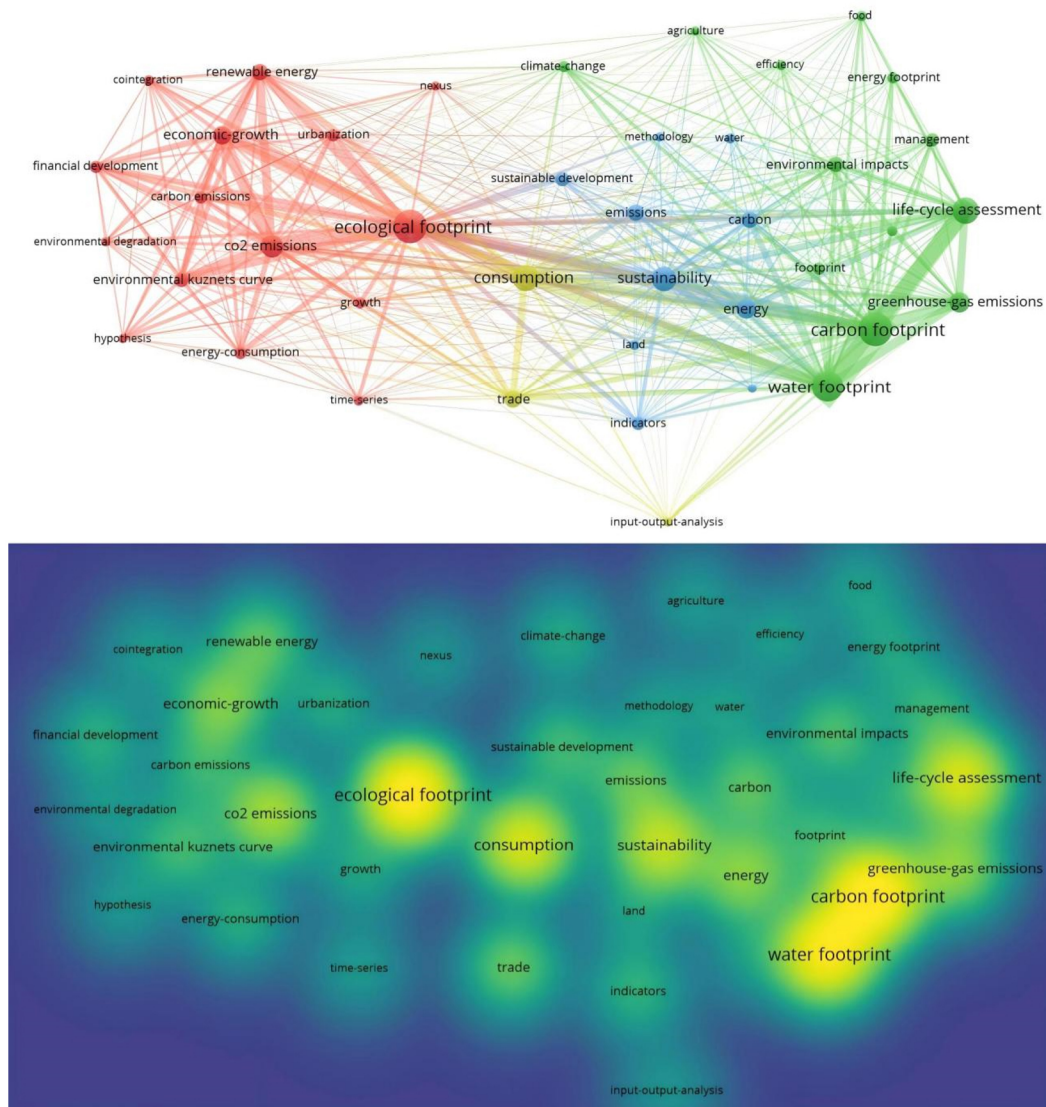 food
agriculture
climate-change
efficiency
renewable energy
cointegration
nexus
energy footprint
economic-growth
urbanization
methodology
water
management
financial development
environmental impacts
sustainable development
carbon emissions
emissions
carbon
life-cycle assessment
ecological footprint
environmental degradation
co2 emissions
environmental kuznets curve
consumption
sustainability
footprint
growth
energy
greenhouse-gas emissions
hypothesis
energy-consumption
land
carbon footprint
time-series
trade
water footprint
indicators
input-output-analysis
food
agriculture
climate-change
efficiency
renewable energy
cointegration
nexus
energy footprint
economic-growth
urbanization
methodology
water
management
financial development
environmental impacts
sustainable development
carbon emissions
emissions
carbon
life-cycle assessment
ecological footprint
environmental degradation
co2 emissions
environmental kuznets curve
consumption
sustainability
footprint
growth
energy
greenhouse-gas emissions
hypothesis
energy-consumption
land
carbon footprint
time-series
trade
water footprint
indicators
input-output-analysis